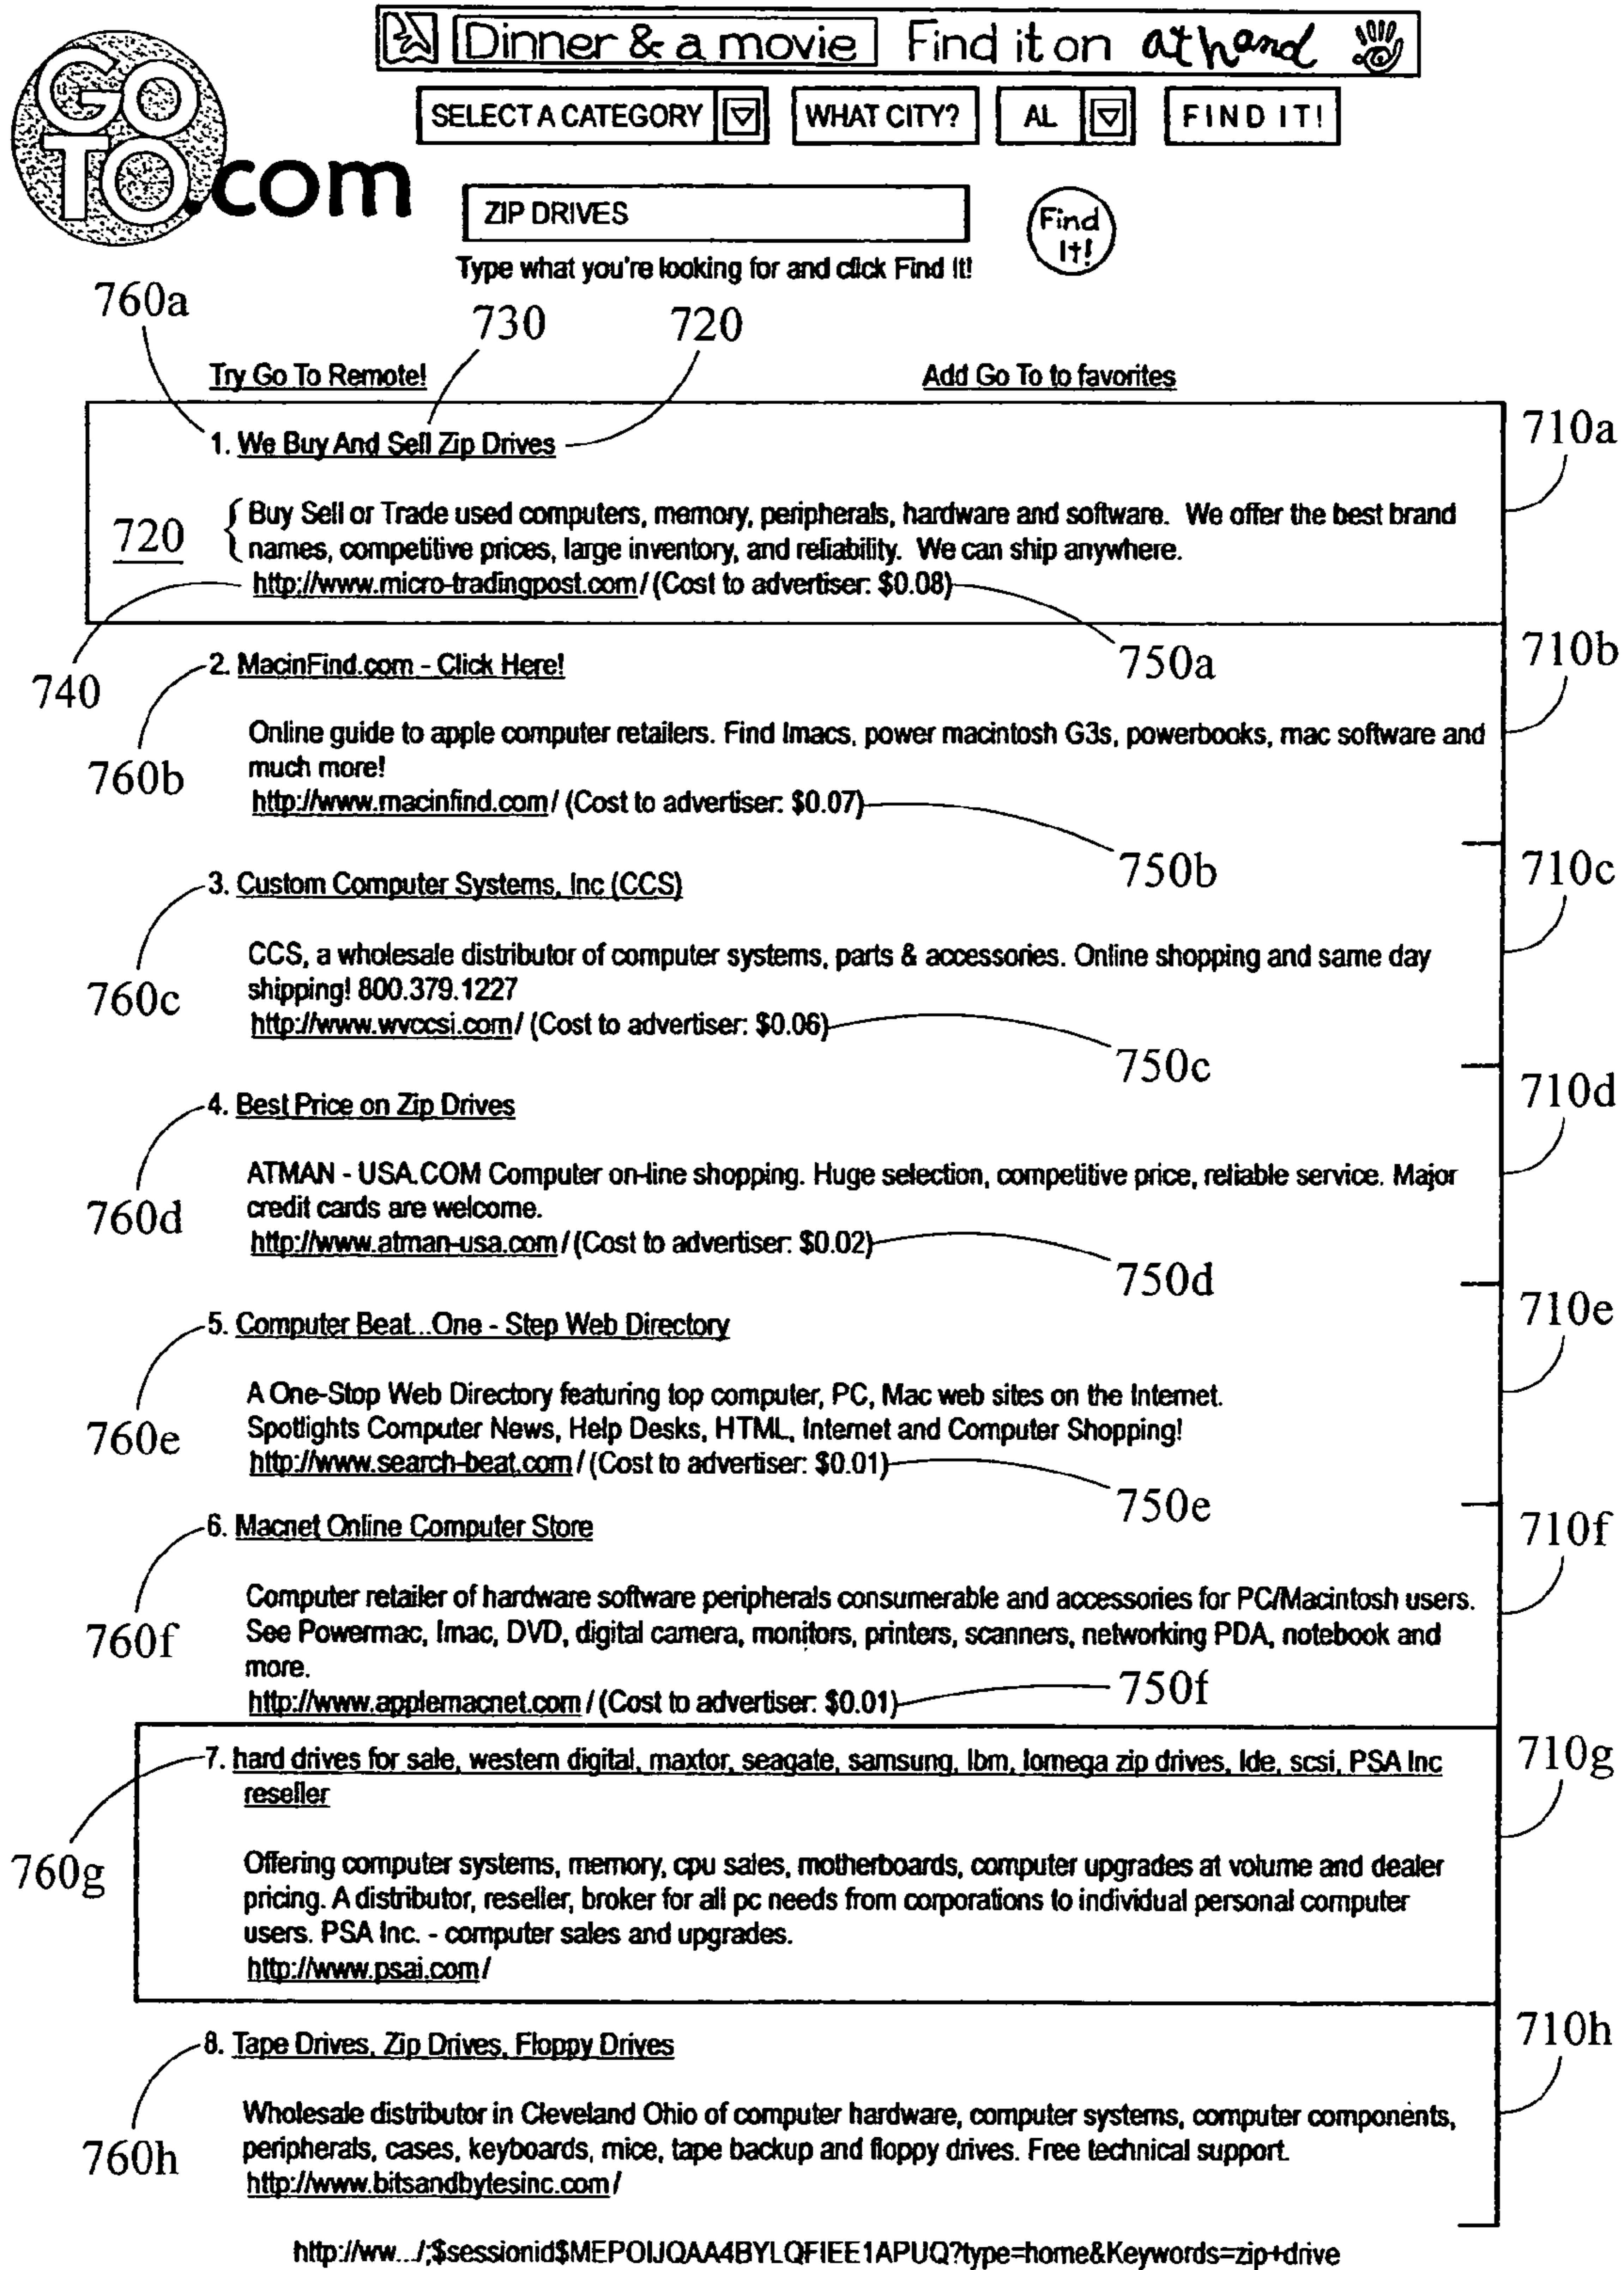 Dinner & a movie Find it on at hand
GO TO.com
SELECT A CATEGORY WHAT CITY? AL FIND IT!
ZIP DRIVES Find It!
Type what you're looking for and click Find It!
760a 730 720
Try Go To Remote! Add Go To to favorites
710a
1. We Buy And Sell Zip Drives
720 Buy Sell or Trade used computers, memory, peripherals, hardware and software. We offer the best brand
names, competitive prices, large inventory, and reliability. We can ship anywhere.
http://www.micro-tradingpost.com/ (Cost to advertiser: $0.08)
740 750a 710b
2. MacinFind.com - Click Here!
Online guide to apple computer retailers. Find Imacs, power macintosh G3s, powerbooks, mac software and
760b much more!
http://www.macinfind.com/ (Cost to advertiser: $0.07)
750b 710c
3. Custom Computer Systems, Inc (CCS)
CCS, a wholesale distributor of computer systems, parts & accessories. Online shopping and same day
760c shipping! 800.379.1227
http://www.wvccsi.com/ (Cost to advertiser: $0.06)
750c 710d
4. Best Price on Zip Drives
ATMAN - USA.COM Computer on-line shopping. Huge selection, competitive price, reliable service. Major
760d credit cards are welcome.
http://www.atman-usa.com/ (Cost to advertiser: $0.02)
750d 710e
5. Computer Beat...One - Step Web Directory
A One-Stop Web Directory featuring top computer, PC, Mac web sites on the Internet.
760e Spotlights Computer News, Help Desks, HTML, Internet and Computer Shopping!
http://www.search-beat.com/ (Cost to advertiser: $0.01)
750e 710f
6. Macnet Online Computer Store
Computer retailer of hardware software peripherals consumerable and accessories for PC/Macintosh users.
760f See Powermac, Imac, DVD, digital camera, monitors, printers, scanners, networking PDA, notebook and
more.
http://www.applemacnet.com/ (Cost to advertiser: $0.01) 750f
710g
7. hard drives for sale, western digital, maxtor, seagate, samsung, Ibm, Iomega zip drives, Ide, scsi, PSA Inc
reseller
760g Offering computer systems, memory, cpu sales, motherboards, computer upgrades at volume and dealer
pricing. A distributor, reseller, broker for all pc needs from corporations to individual personal computer
users. PSA Inc. - computer sales and upgrades.
http://www.psai.com/
710h
8. Tape Drives, Zip Drives, Floppy Drives
Wholesale distributor in Cleveland Ohio of computer hardware, computer systems, computer components,
760h peripherals, cases, keyboards, mice, tape backup and floppy drives. Free technical support.
http://www.bitsandbytesinc.com/
http://ww.../;$sessionid$MEPOIJQAA4BYLQFIEE1APUQ?type=home&Keywords=zip+drive